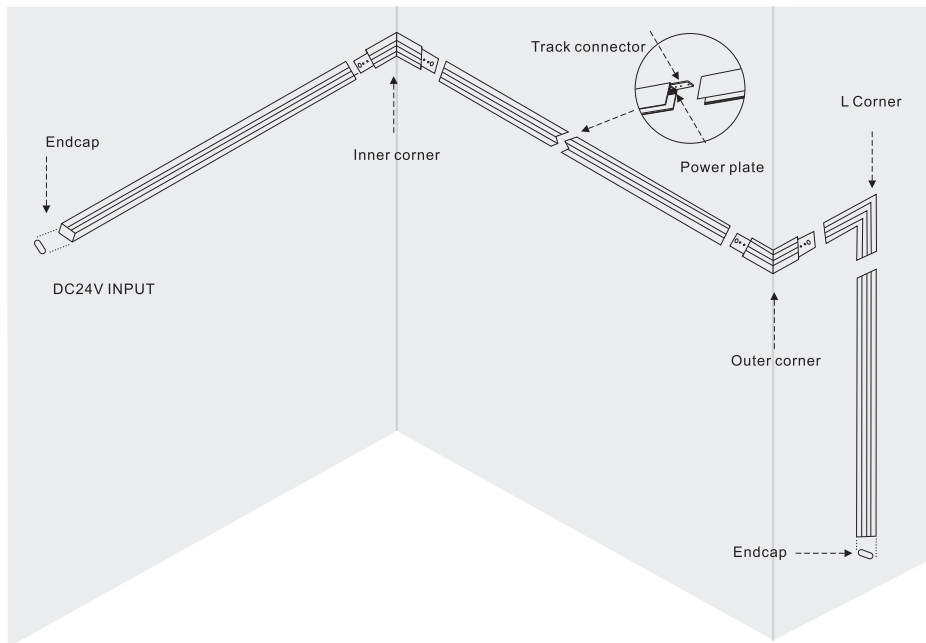 Track connector
L Corner
Endcap
Inner corner
Power plate
DC24V INPUT
Outer corner
Endcap